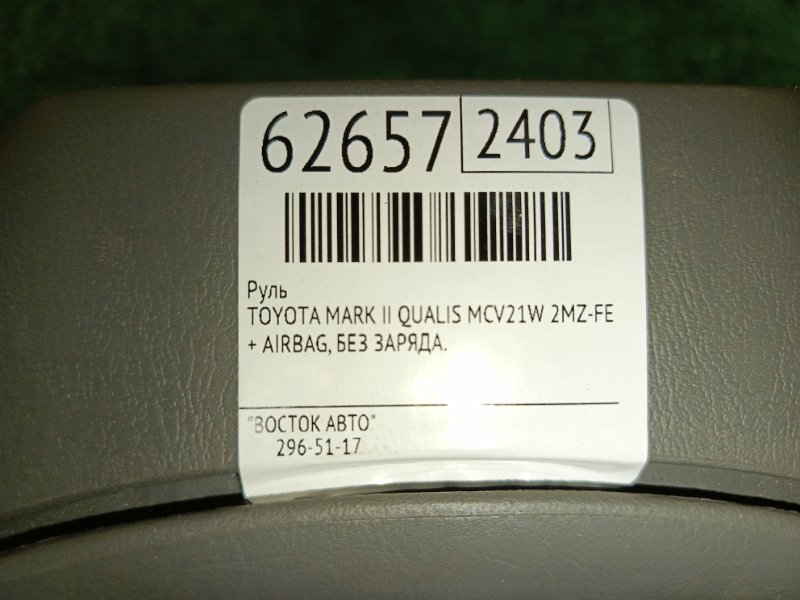 62657 2403
Руль
TOYOTA MARK II QUALIS MCV21W 2MZ-FE
+ AIRBAG, БЕЗ ЗАРЯДА.
"ВОСТОК АВТО"
296-51-17